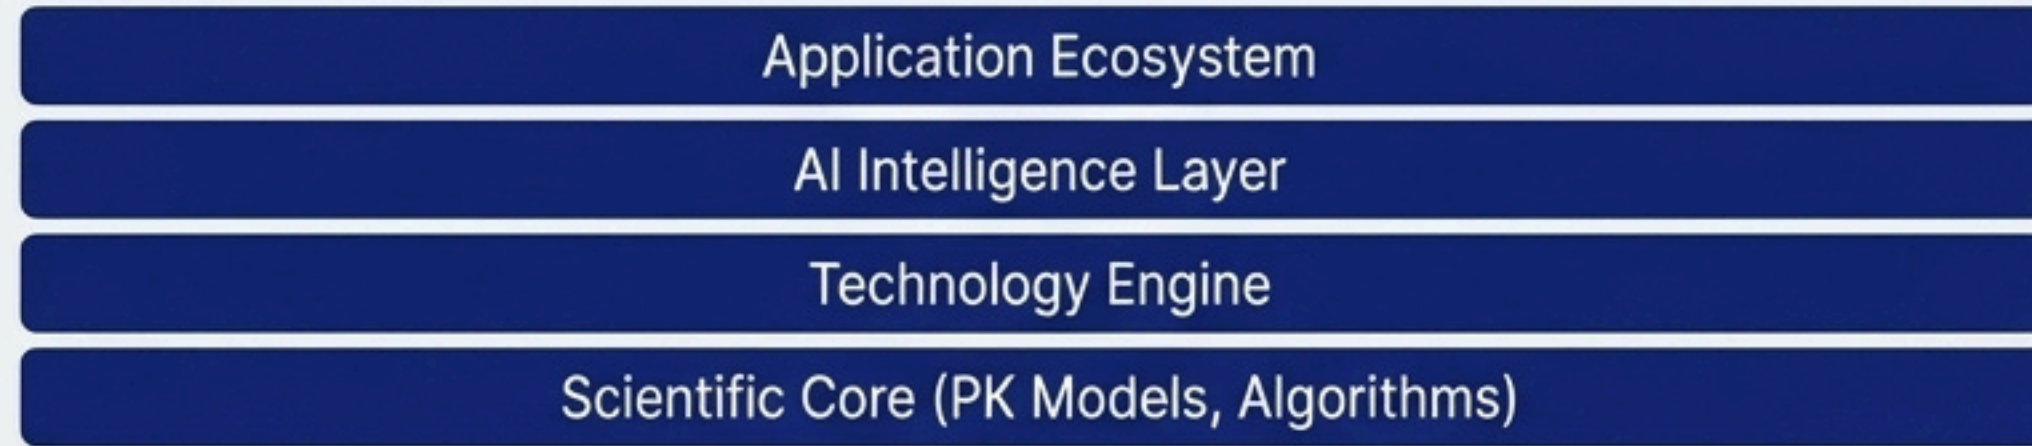 Application Ecosystem
AI Intelligence Layer
Technology Engine
Scientific Core (PK Models, Algorithms)